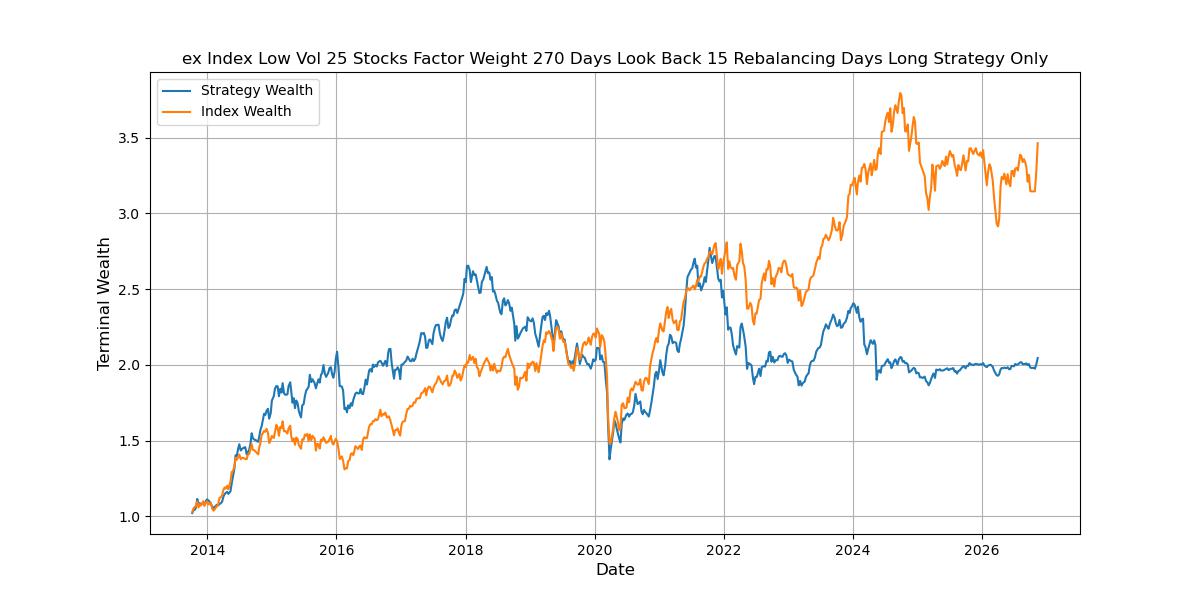 ex Index Low Vol 25 Stocks Factor Weight 270 Days Look Back 15 Rebalancing Days Long Strategy Only
Strategy Wealth
Index Wealth
Terminal Wealth
3.5
3.0
2.5
2.0
1.5
1.0
2014 2016 2018 2020 2022 2024 2026
Date